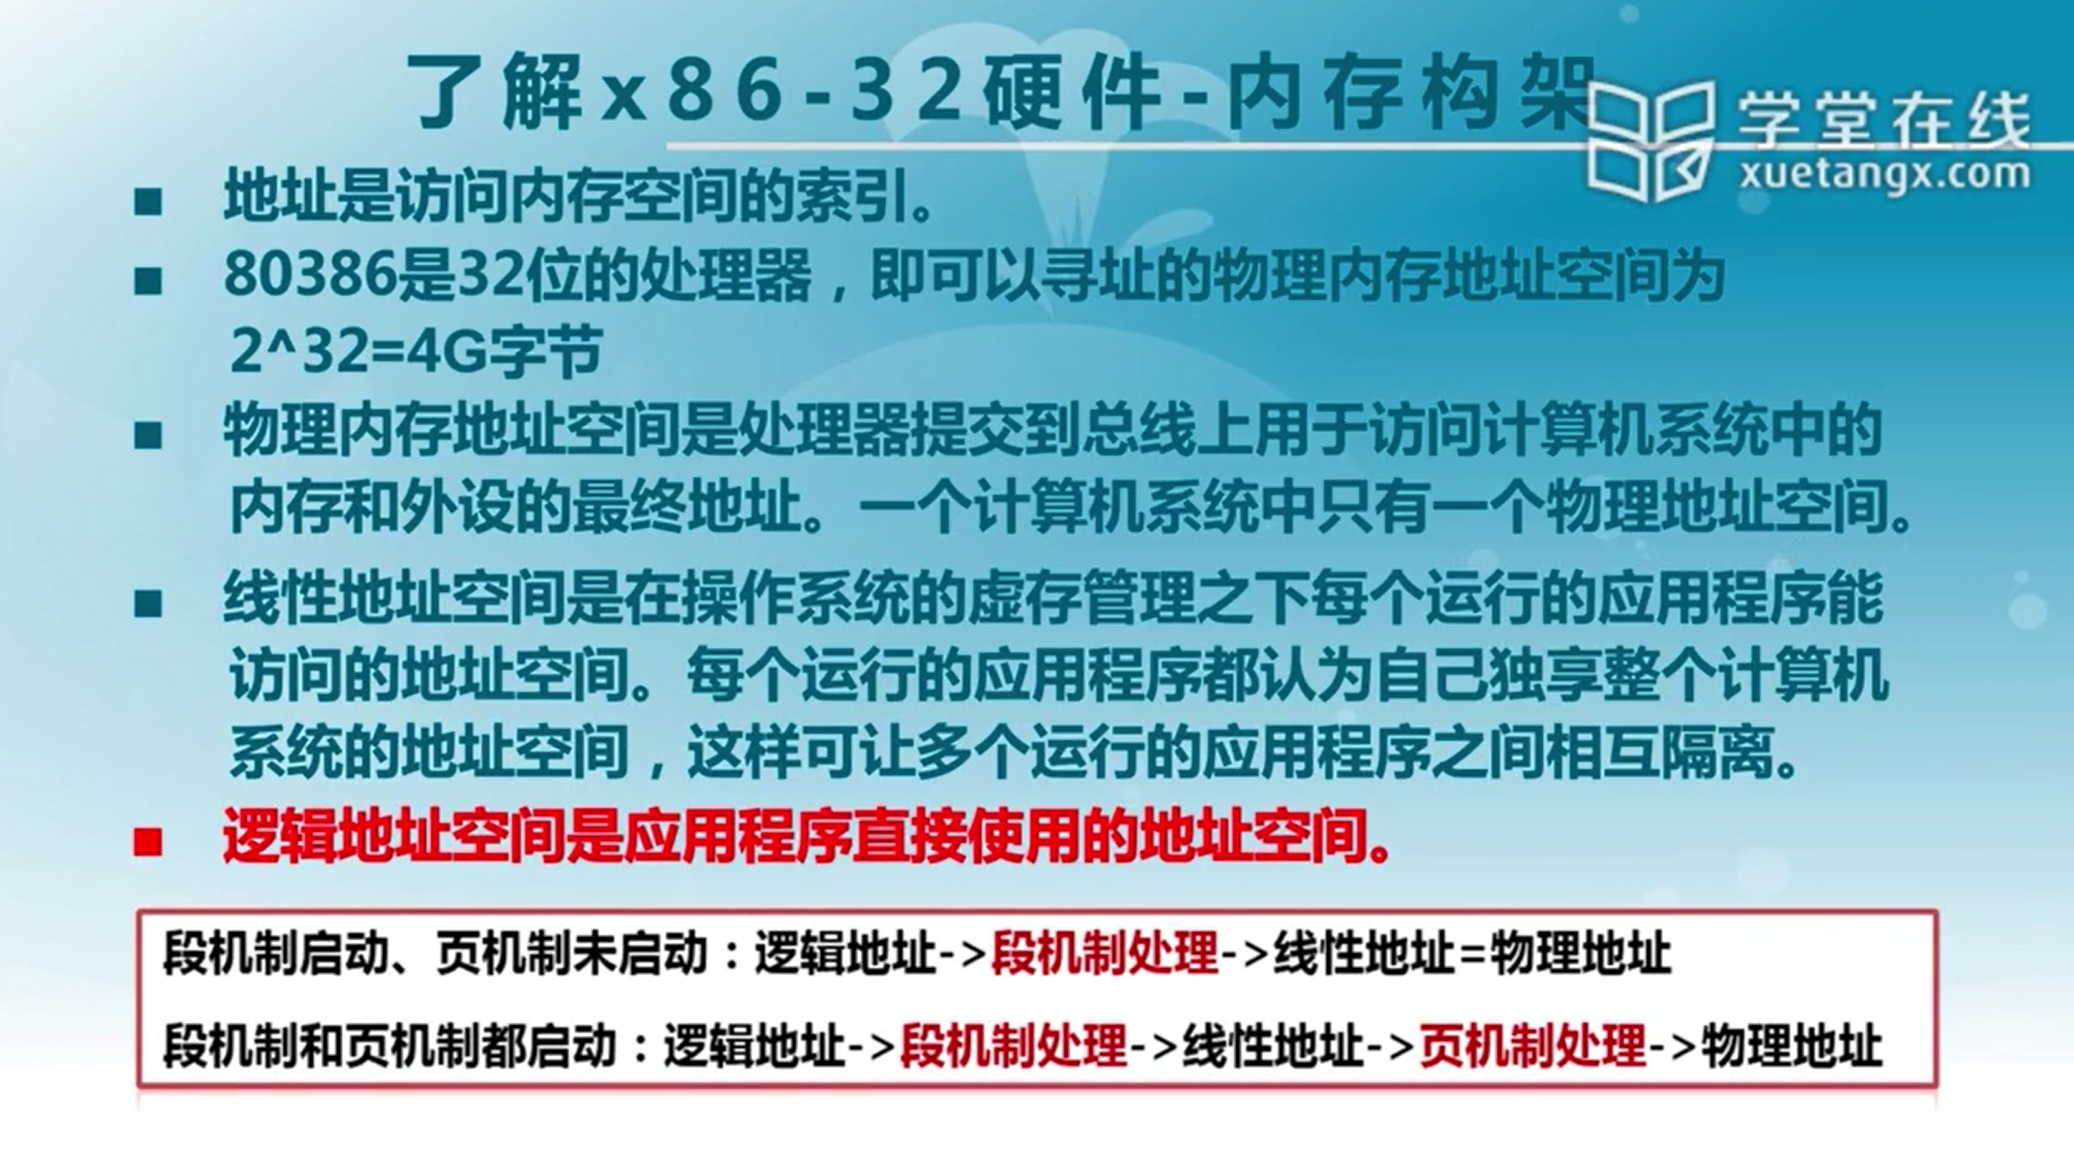 了解x86-32硬件-内存构架
学堂在线
xuetangx.com
■ 地址是访问内存空间的索引。
■ 80386是32位的处理器，即可以寻址的物理内存地址空间为
2^32=4G字节
■ 物理内存地址空间是处理器提交到总线上用于访问计算机系统中的
内存和外设的最终地址。一个计算机系统中只有一个物理地址空间。
■ 线性地址空间是在操作系统的虚存管理之下每个运行的应用程序能
访问的地址空间。每个运行的应用程序都认为自己独享整个计算机
系统的地址空间，这样可让多个运行的应用程序之间相互隔离。
■ 逻辑地址空间是应用程序直接使用的地址空间。
段机制启动、页机制未启动：逻辑地址->段机制处理->线性地址=物理地址
段机制和页机制都启动：逻辑地址->段机制处理->线性地址->页机制处理->物理地址